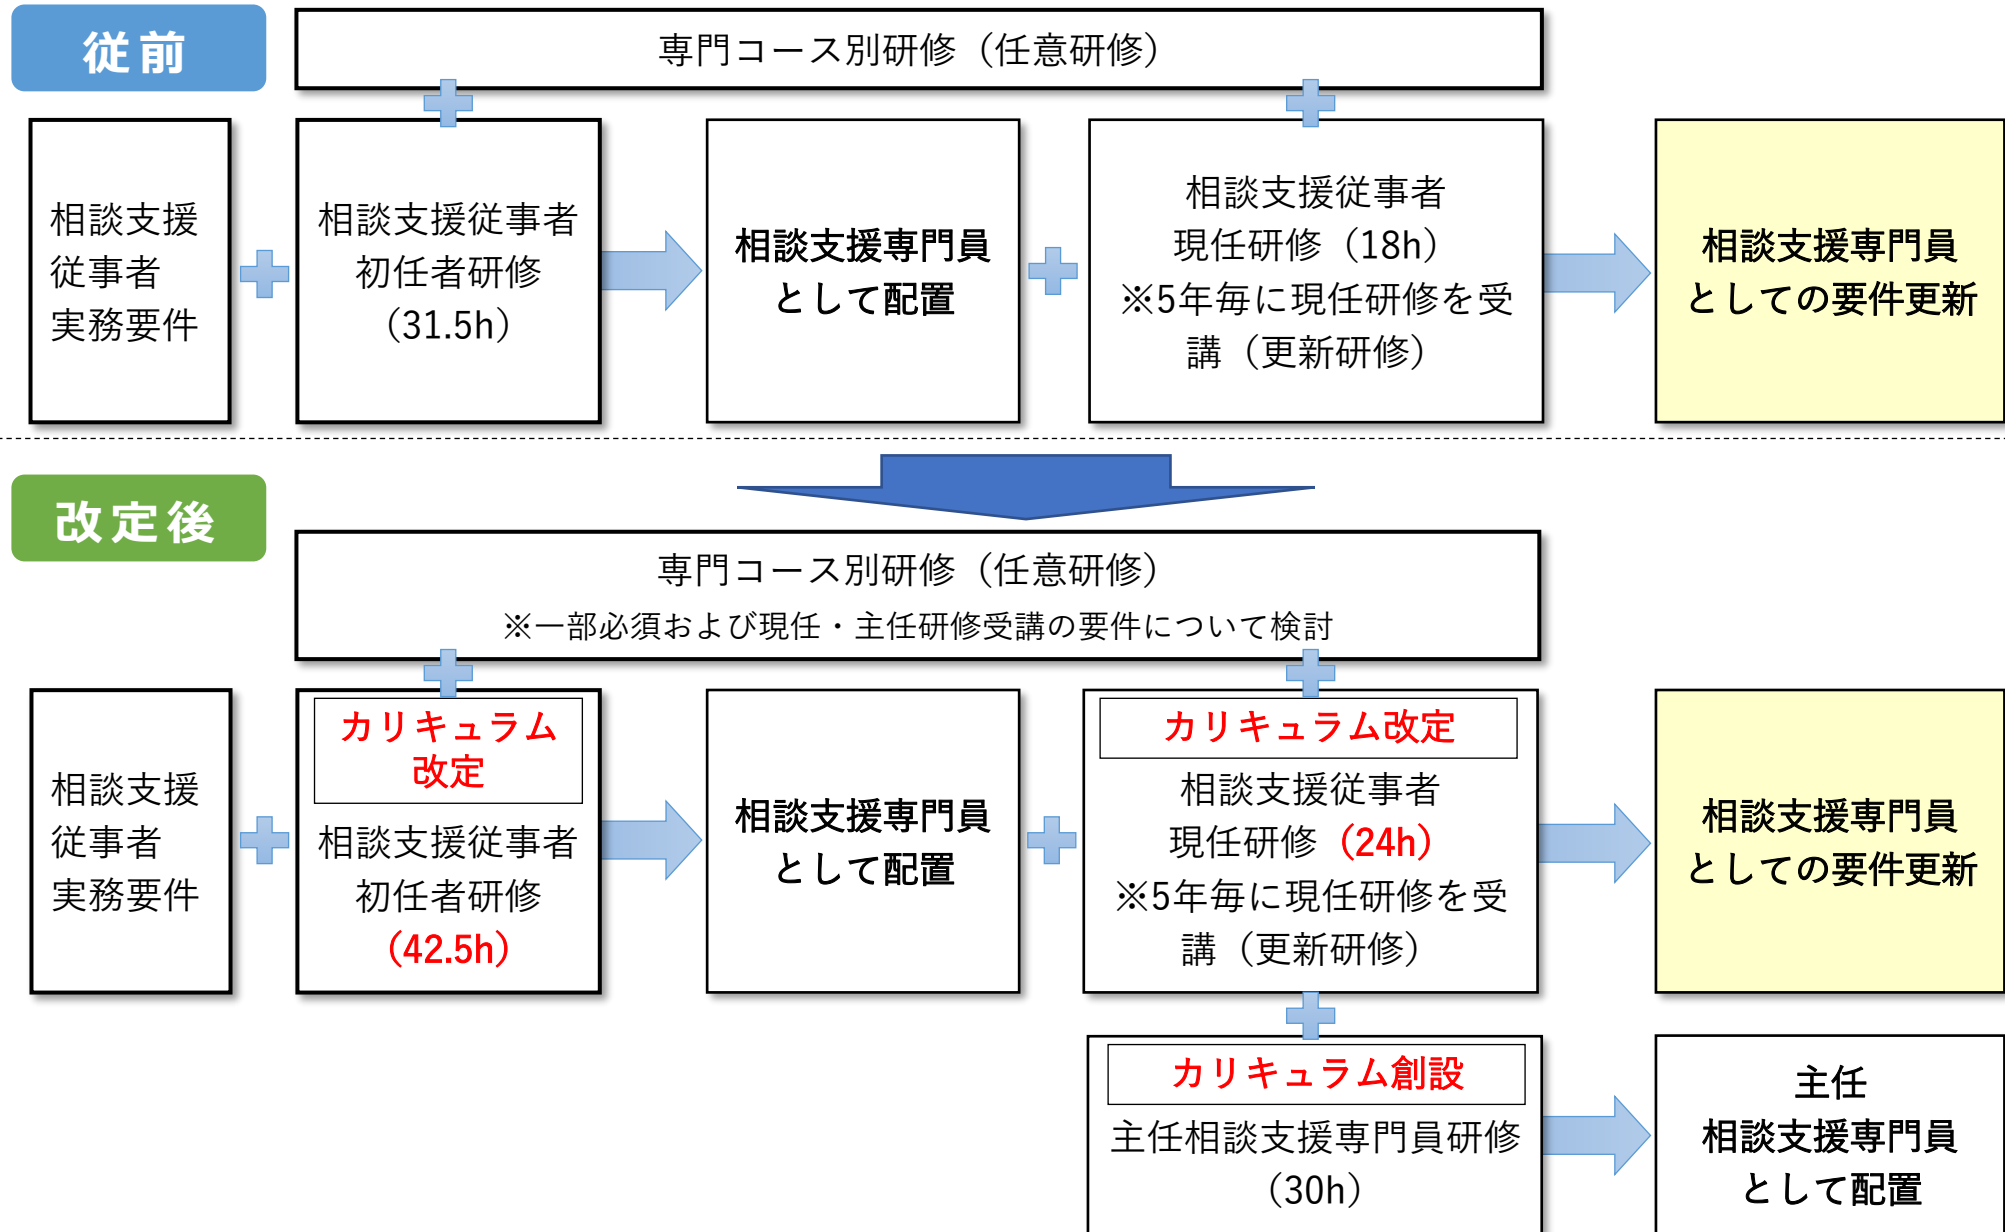 従前
専門コース別研修（任意研修）
相談支援
従事者
実務要件
相談支援従事者
初任者研修
（31.5h）
相談支援専門員
として配置
相談支援従事者
現任研修（18h）
※5年毎に現任研修を受
講（更新研修）
相談支援専門員
としての要件更新
改定後
専門コース別研修（任意研修）
※一部必須および現任・主任研修受講の要件について検討
相談支援
従事者
実務要件
カリキュラム
改定
相談支援従事者
初任者研修
（42.5h）
相談支援専門員
として配置
カリキュラム改定
相談支援従事者
現任研修（24h）
※5年毎に現任研修を受
講（更新研修）
相談支援専門員
としての要件更新
カリキュラム創設
主任相談支援専門員研修
（30h）
主任
相談支援専門員
として配置